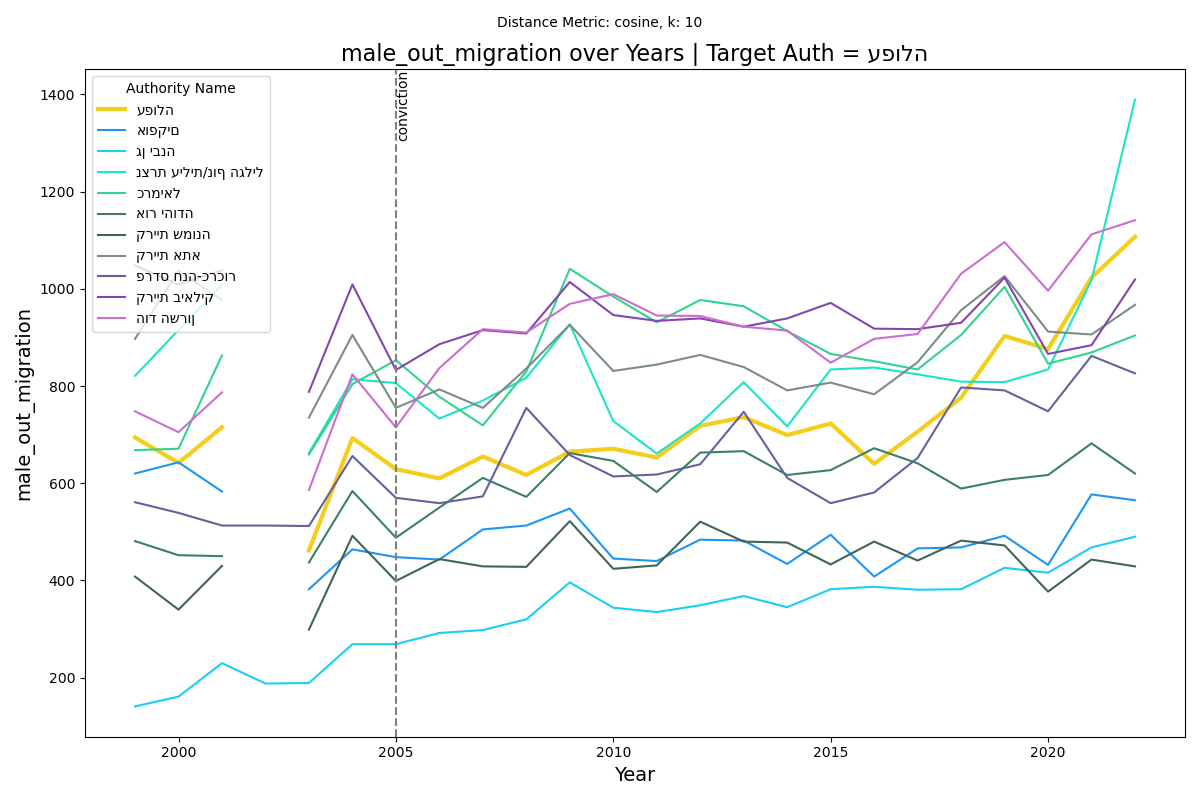 Distance Metric: cosine, k: 10
male_out_migration over Years | Target Auth = עפולה
Authority Name
עפולה
אופקים
גן יבנה
נצרת עילית/נוף הגליל
כרמיאל
אור יהודה
קריית שמונה
קריית אתא
פרדס חנה-כרכור
קריית ביאליק
הוד השרון
conviction
male_out_migration
1400
1200
1000
800
600
400
200
2000
2005
2010
2015
2020
Year